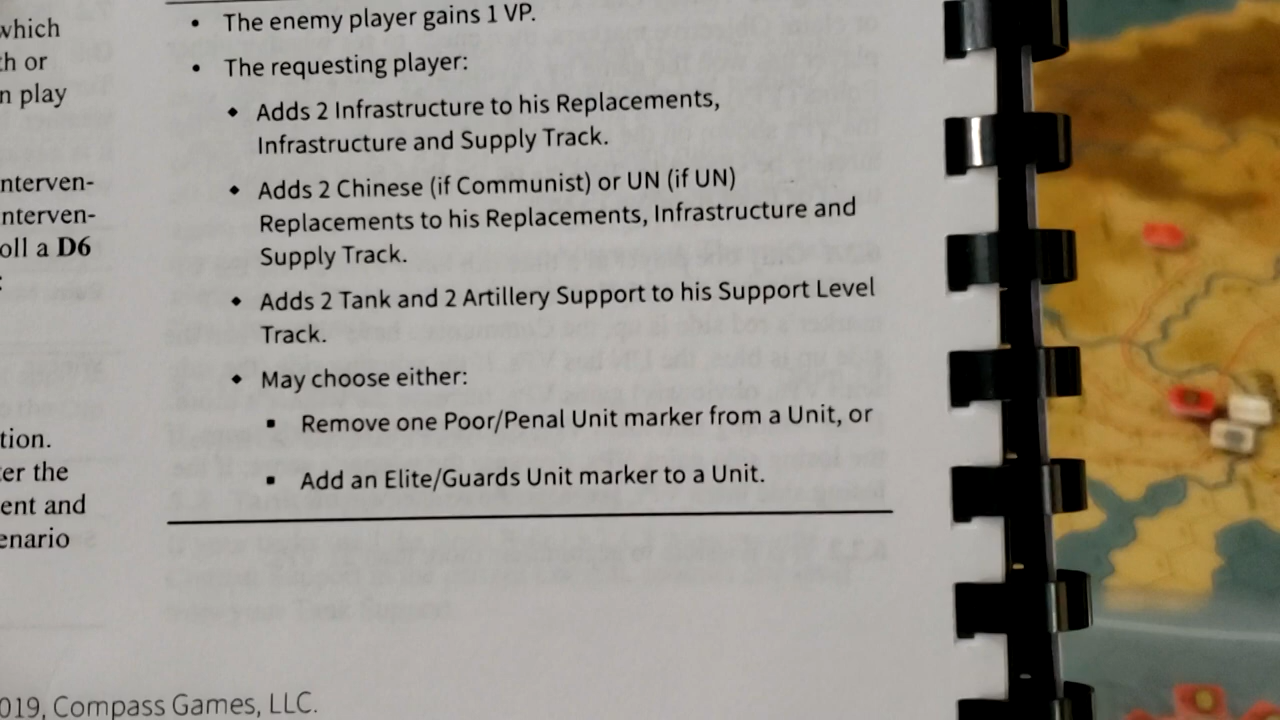 which
th or
n play
nterven-
nterven-
oll a D6
:
tion.
er the
ent and
enario
• The enemy player gains 1 VP.
• The requesting player:
◆ Adds 2 Infrastructure to his Replacements,
Infrastructure and Supply Track.
◆ Adds 2 Chinese (if Communist) or UN (if UN)
Replacements to his Replacements, Infrastructure and
Supply Track.
◆ Adds 2 Tank and 2 Artillery Support to his Support Level
Track.
◆ May choose either:
▪ Remove one Poor/Penal Unit marker from a Unit, or
▪ Add an Elite/Guards Unit marker to a Unit.
019, Compass Games, LLC.